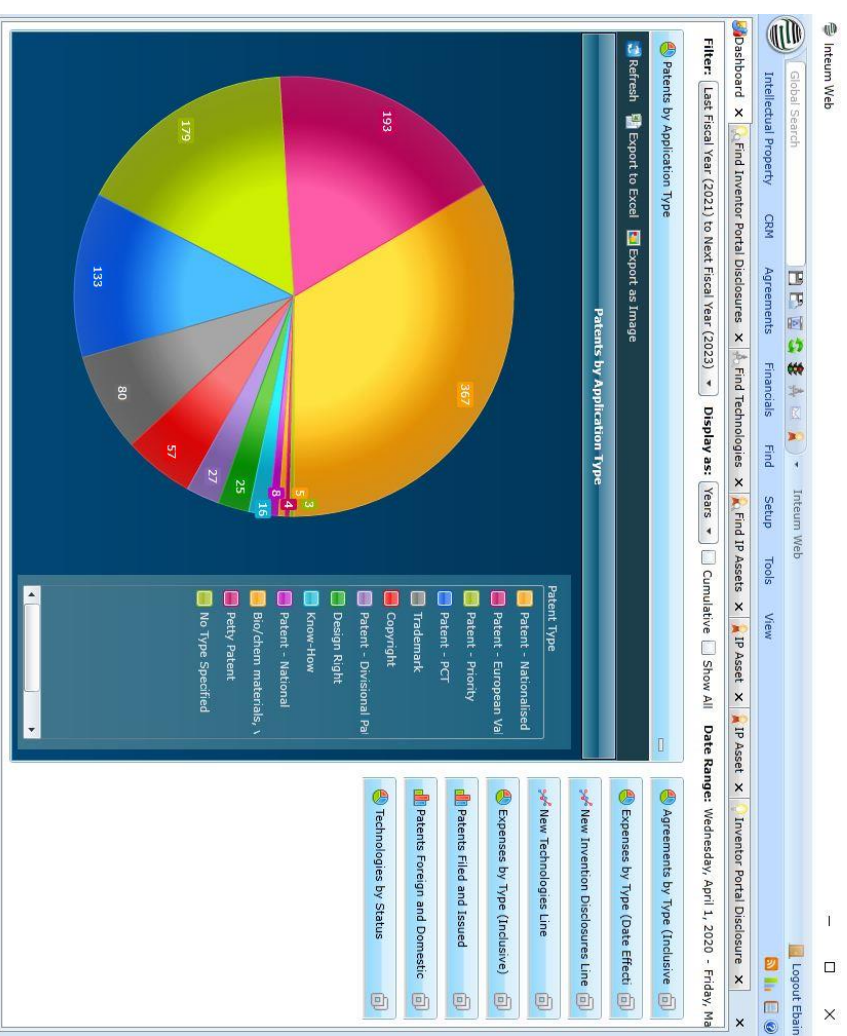 Inteum Web
Global Search
Inteum Web
Logout Ebain
Intellectual Property CRM Agreements Financials Find Setup Tools View
Dashboard X Find Inventor Portal Disclosures X Find Technologies X Find IP Assets X IP Asset X IP Asset X Inventor Portal Disclosure X X
Filter: Last Fiscal Year (2021) to Next Fiscal Year (2023) Display as: Years Cumulative Show All Date Range: Wednesday, April 1, 2020 - Friday, Ma
Patents by Application Type
Refresh Export to Excel Export as Image
Patents by Application Type
367
193
179
133
80
57
27
25
16
8
4
5
3
Patent Type
Patent - Nationalised
Patent - European Val
Patent - Priority
Patent - PCT
Trademark
Copyright
Patent - Divisional Pat
Design Right
Know-How
Patent - National
Bio/chem materials, v
Petty Patent
No Type Specified
Agreements by Type (Inclusive
Expenses by Type (Date Effecti
New Invention Disclosures Line
New Technologies Line
Expenses by Type (Inclusive)
Patents Filed and Issued
Patents Foreign and Domestic
Technologies by Status